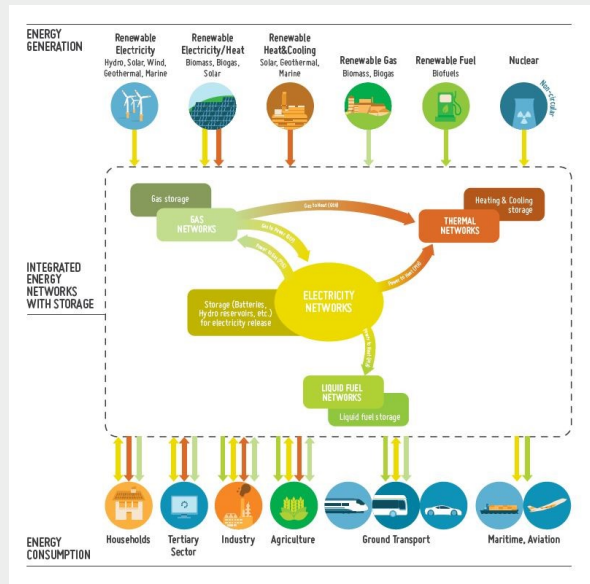 ENERGY
GENERATION
Renewable
Electricity
Hydro, Solar, Wind,
Geothermal, Marine
Renewable
Electricity/Heat
Biomass, Biogas,
Solar
Renewable
Heat&Cooling
Solar, Geothermal,
Marine
Renewable Gas
Biomass, Biogas
Renewable Fuel
Biofuels
Nuclear
Non-circular
INTEGRATED
ENERGY
NETWORKS
WITH STORAGE
Gas storage
GAS
NETWORKS
Heating & Cooling
storage
THERMAL
NETWORKS
ELECTRICITY
NETWORKS
Storage (Batteries,
Hydro reservoirs, etc.)
for electricity release
LIQUID FUEL
NETWORKS
Liquid fuel storage
Households
Tertiary
Sector
Industry
Agriculture
Ground Transport
Maritime, Aviation
ENERGY
CONSUMPTION